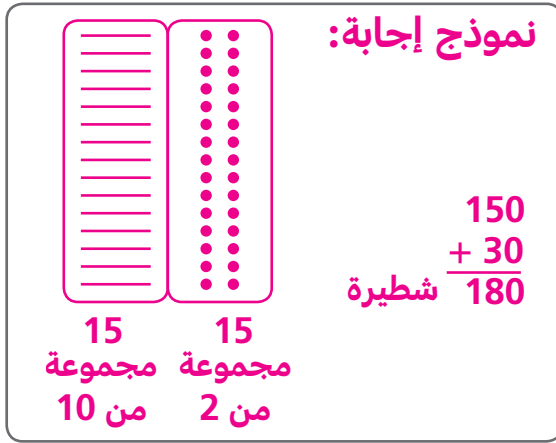 نموذج إجابة:
150
+ 30
180 شطيرة
15 مجموعة من 2
15 مجموعة من 10